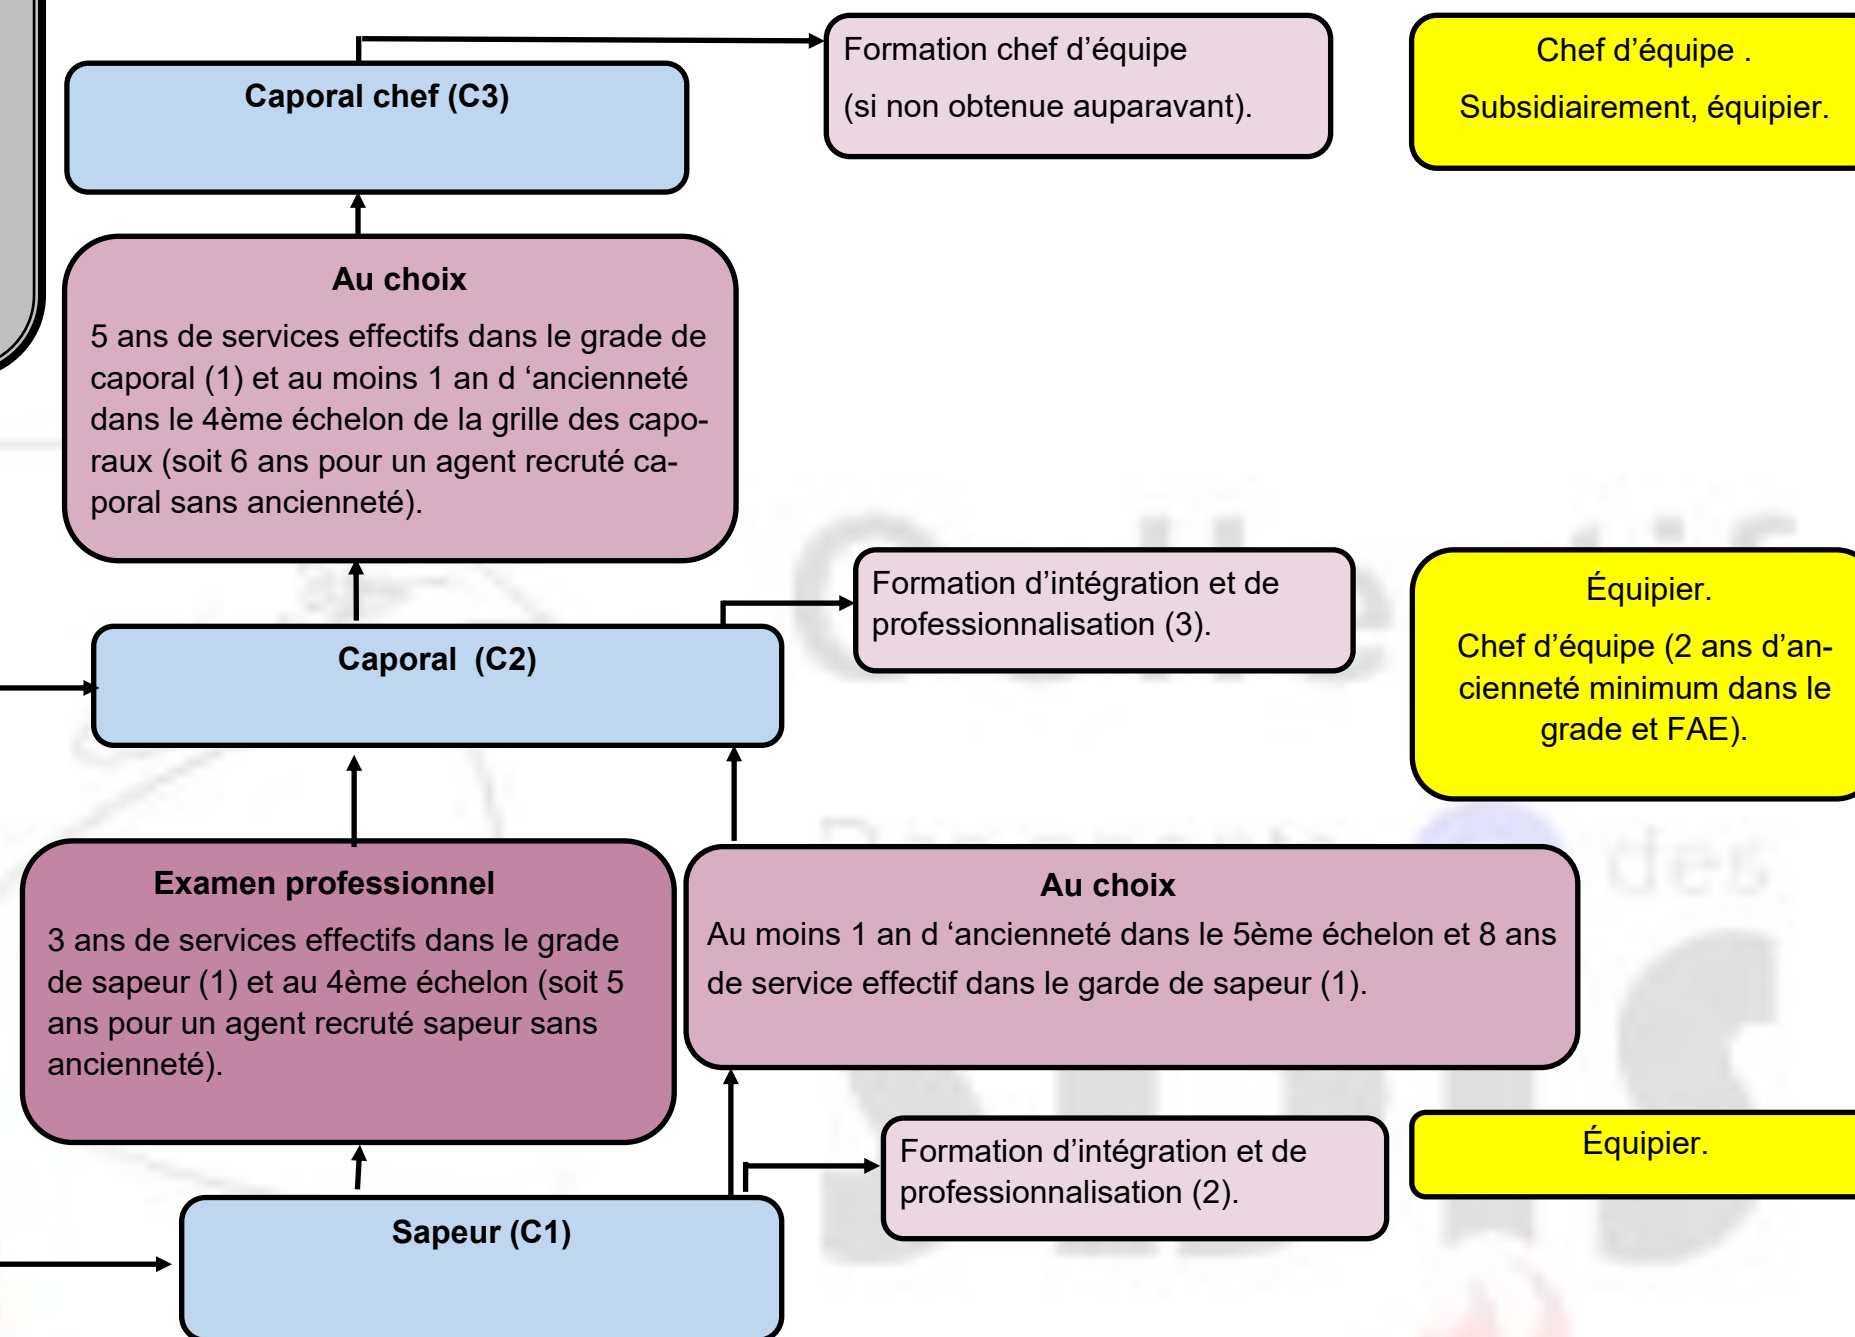 Formation chef d’équipe
(si non obtenue auparavant).
Chef d’équipe .
Subsidiairement, équipier.
Caporal chef (C3)
Au choix
5 ans de services effectifs dans le grade de
caporal (1) et au moins 1 an d ‘ancienneté
dans le 4ème échelon de la grille des capo-
raux (soit 6 ans pour un agent recruté ca-
poral sans ancienneté).
Formation d’intégration et de
professionnalisation (3).
Équipier.
Chef d’équipe (2 ans d’an-
cienneté minimum dans le
grade et FAE).
Caporal (C2)
Examen professionnel
3 ans de services effectifs dans le grade
de sapeur (1) et au 4ème échelon (soit 5
ans pour un agent recruté sapeur sans
ancienneté).
Au choix
Au moins 1 an d ‘ancienneté dans le 5ème échelon et 8 ans
de service effectif dans le garde de sapeur (1).
Formation d’intégration et de
professionnalisation (2).
Équipier.
Sapeur (C1)
des